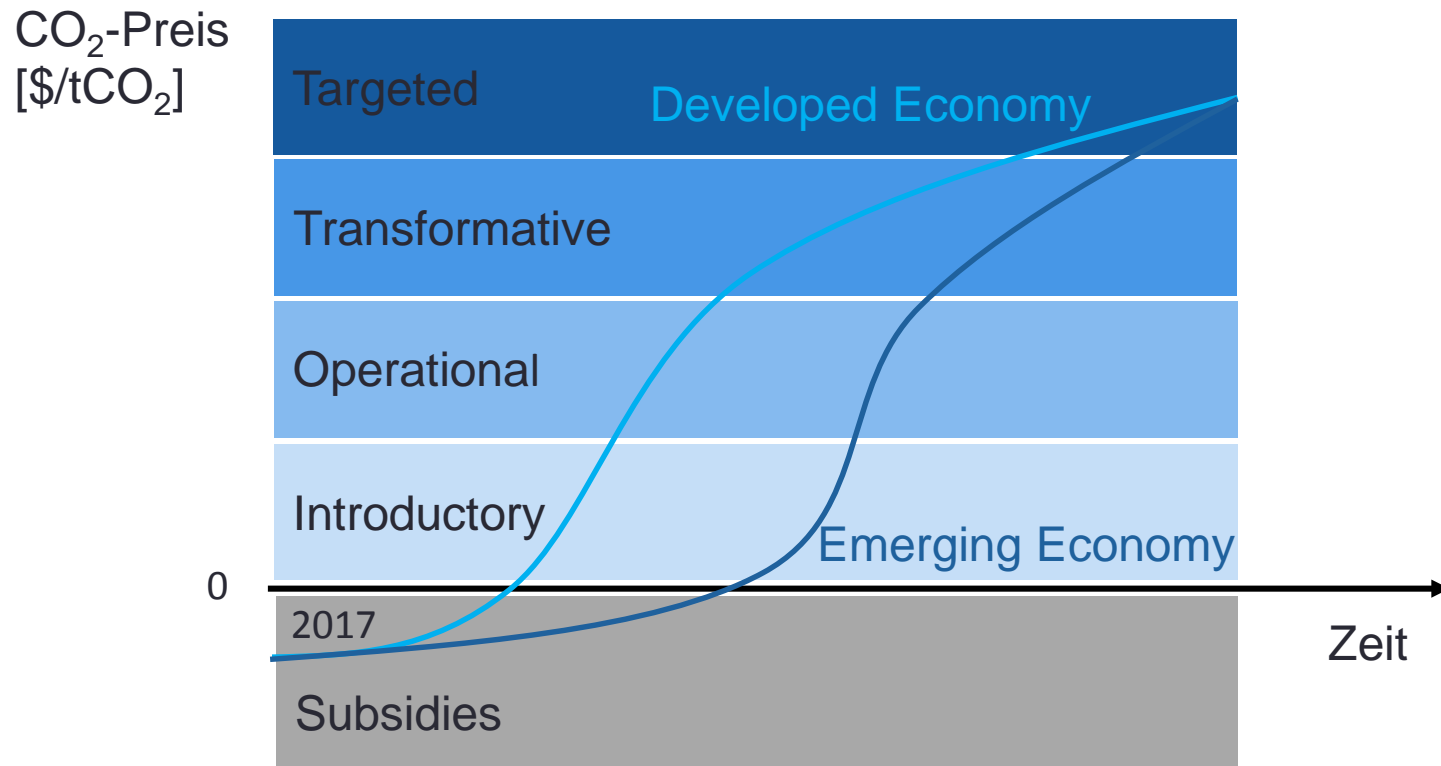 CO₂-Preis
[$/tCO₂]
Targeted
Developed Economy
Transformative
Operational
Introductory
Emerging Economy
0
2017
Zeit
Subsidies